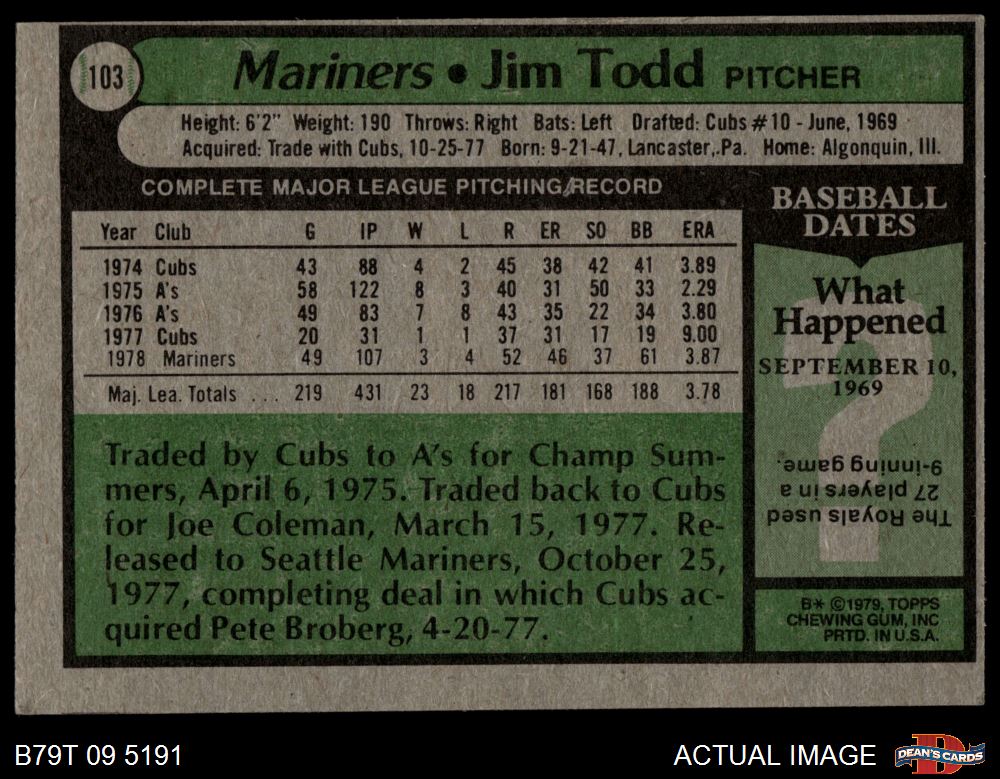 103
Mariners • Jim Todd PITCHER
Height: 6'2" Weight: 190 Throws: Right Bats: Left Drafted: Cubs #10 - June, 1969
Acquired: Trade with Cubs, 10-25-77 Born: 9-21-47, Lancaster, Pa. Home: Algonquin, Ill.
COMPLETE MAJOR LEAGUE PITCHING RECORD
Year Club G IP W L R ER SO BB ERA
1974 Cubs 43 88 4 2 45 38 42 41 3.89
1975 A's 58 122 8 3 40 31 50 33 2.29
1976 A's 49 83 7 8 43 35 22 34 3.80
1977 Cubs 20 31 1 1 37 31 17 19 9.00
1978 Mariners 49 107 3 4 52 46 37 61 3.87
Maj. Lea. Totals ... 219 431 23 18 217 181 168 188 3.78
Traded by Cubs to A's for Champ Sum-
mers, April 6, 1975. Traded back to Cubs
for Joe Coleman, March 15, 1977. Re-
leased to Seattle Mariners, October 25,
1977, completing deal in which Cubs ac-
quired Pete Broberg, 4-20-77.
BASEBALL
DATES
What
Happened
SEPTEMBER 10,
1969
?
The Royals used
27 players in a
9-inning game.
B* ©1979, TOPPS
CHEWING GUM, INC
PRTD. IN U.S.A.
B79T 09 5191
ACTUAL IMAGE
D
DEAN'S CARDS